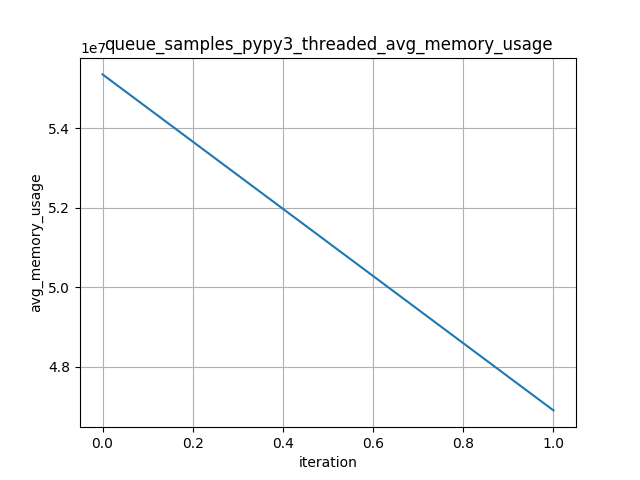 1e7
queue_samples_pypy3_threaded_avg_memory_usage
avg_memory_usage
5.4
5.2
5.0
4.8
0.0 0.2 0.4 0.6 0.8 1.0
iteration